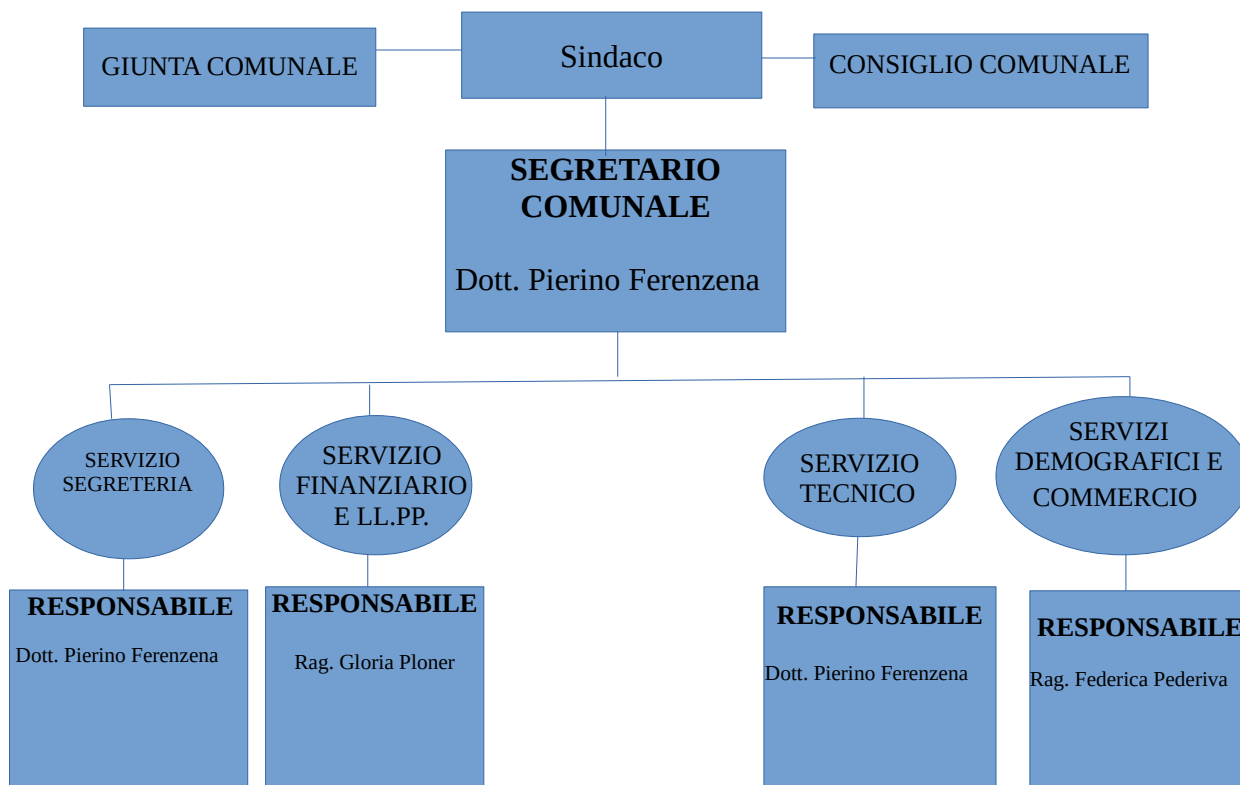 GIUNTA COMUNALE
Sindaco
CONSIGLIO COMUNALE
SEGRETARIO
COMUNALE
Dott. Pierino Ferenzena
SERVIZIO
SEGRETERIA
SERVIZIO
FINANZIARIO
E LL.PP.
SERVIZIO
TECNICO
SERVIZI
DEMOGRAFICI E
COMMERCIO
RESPONSABILE
Dott. Pierino Ferenzena
RESPONSABILE
Rag. Gloria Ploner
RESPONSABILE
Dott. Pierino Ferenzena
RESPONSABILE
Rag. Federica Pederiva